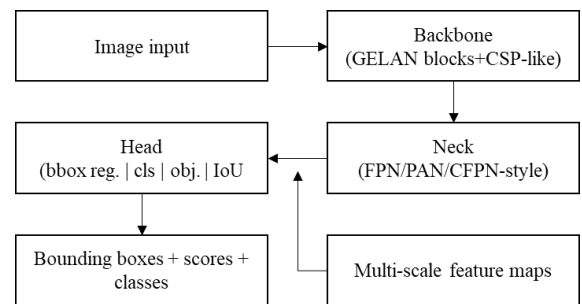 Image input
Backbone
(GELAN blocks+CSP-like)
Head
(bbox reg. | cls | obj. | IoU
Neck
(FPN/PAN/CFPN-style)
Bounding boxes + scores +
classes
Multi-scale feature maps